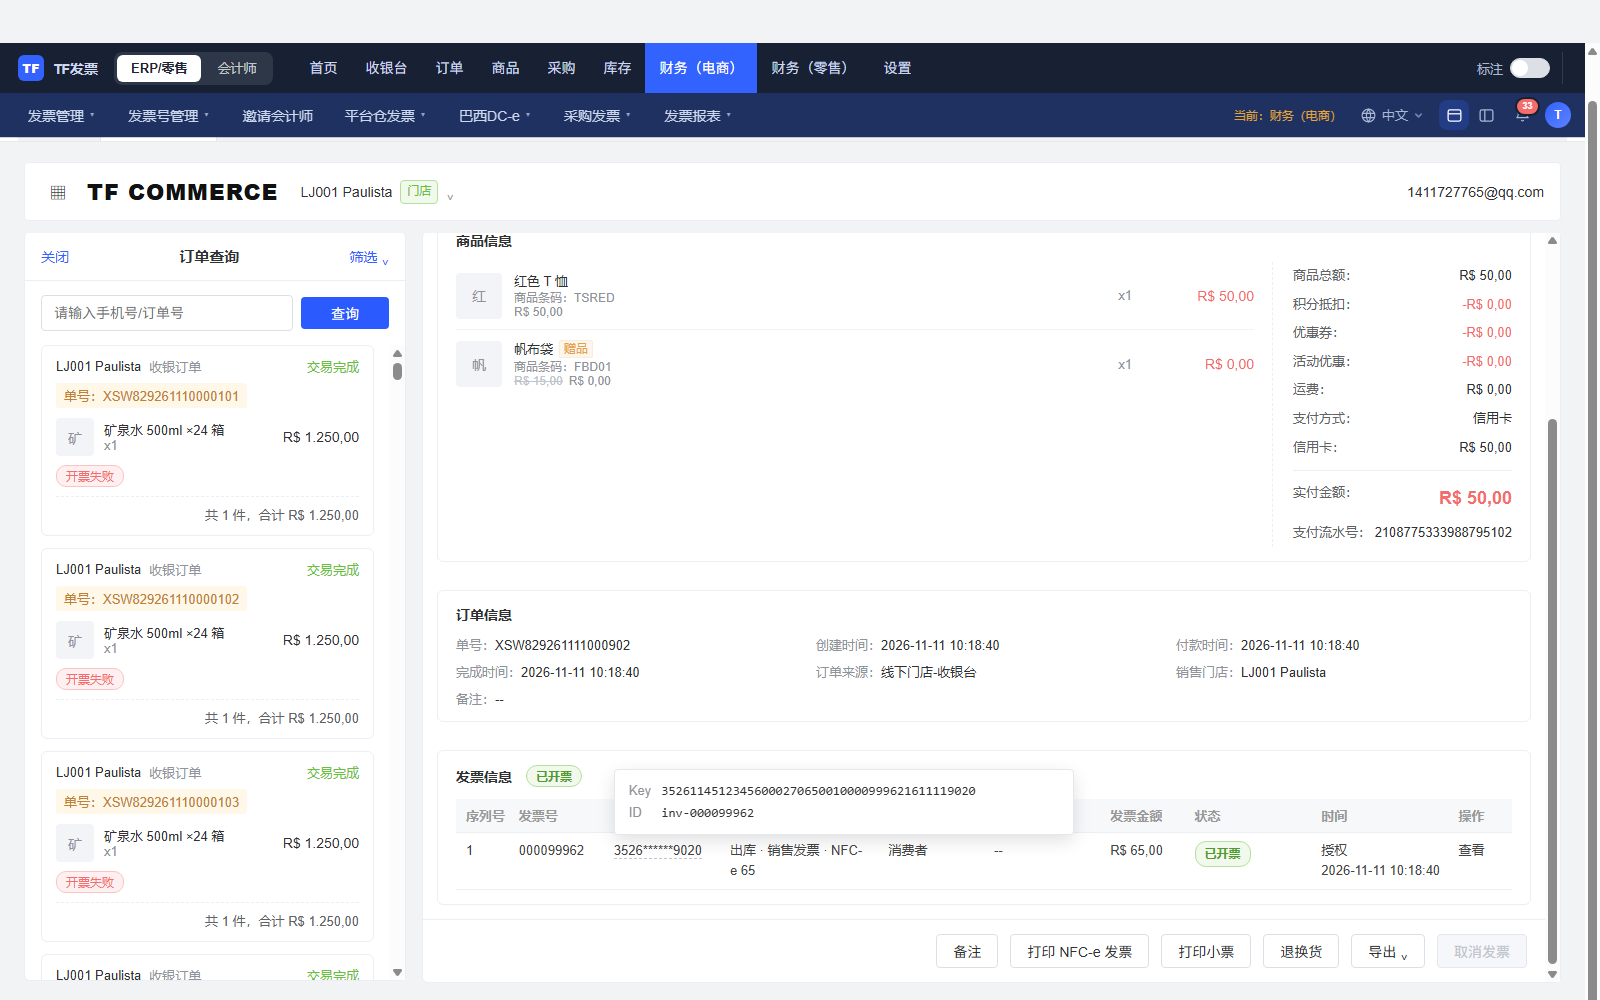 TF TF发票 ERP/零售 会计师 首页 收银台 订单 商品 采购 库存 财务（电商） 财务（零售） 设置 标注
发票管理 发票号管理 邀请会计师 平台仓发票 巴西DC-e 采购发票 发票报表 当前：财务（电商） 中文 33 T
TF COMMERCE LJ001 Paulista 门店 1411727765@qq.com
关闭 订单查询 筛选
请输入手机号/订单号 查询
LJ001 Paulista 收银订单 交易完成
单号：XSW829261110000101
矿 矿泉水 500ml ×24 箱 R$ 1.250,00
x1
开票失败
共 1 件，合计 R$ 1.250,00
LJ001 Paulista 收银订单 交易完成
单号：XSW829261110000102
矿 矿泉水 500ml ×24 箱 R$ 1.250,00
x1
开票失败
共 1 件，合计 R$ 1.250,00
LJ001 Paulista 收银订单 交易完成
单号：XSW829261110000103
矿 矿泉水 500ml ×24 箱 R$ 1.250,00
x1
开票失败
共 1 件，合计 R$ 1.250,00
LJ001 Paulista 收银订单 交易完成
商品信息
红 红色 T 恤 x1 R$ 50,00
商品条码：TSRED
R$ 50,00
帆 帆布袋 赠品 x1 R$ 0,00
商品条码：FBD01
R$ 15,00 R$ 0,00
商品总额： R$ 50,00
积分抵扣： -R$ 0,00
优惠券： -R$ 0,00
活动优惠： -R$ 0,00
运费： R$ 0,00
支付方式： 信用卡
信用卡： R$ 50,00
实付金额： R$ 50,00
支付流水号： 2108775333988795102
订单信息
单号：XSW829261111000902 创建时间：2026-11-11 10:18:40 付款时间：2026-11-11 10:18:40
完成时间：2026-11-11 10:18:40 订单来源：线下门店-收银台 销售门店：LJ001 Paulista
备注：--
发票信息 已开票
Key 35261145123456000270650010000999621611119020
ID inv-000099962
序列号 发票号 发票金额 状态 时间 操作
1 000099962 3526******9020 出库 · 销售发票 · NFC-e 65 消费者 -- R$ 65,00 已开票 授权 2026-11-11 10:18:40 查看
备注 打印 NFC-e 发票 打印小票 退换货 导出 取消发票